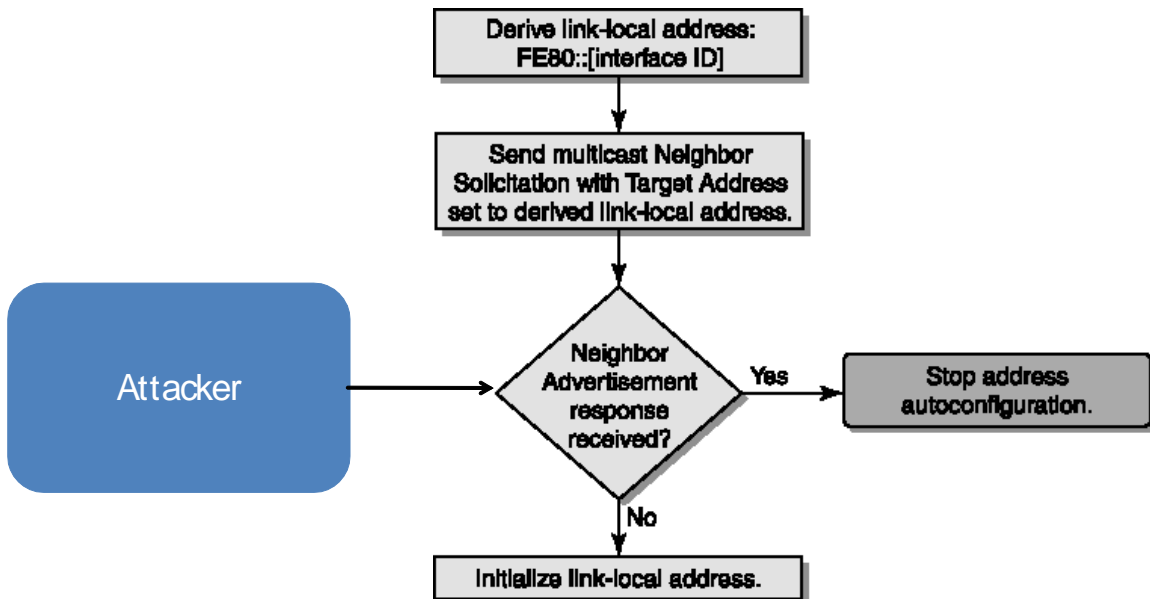 Derive link-local address:
FE80::[interface ID]
Send multicast Neighbor
Solicitation with Target Address
set to derived link-local address.
Attacker
Neighbor
Advertisement
response
received?
Yes
Stop address
autoconfiguration.
No
Initialize link-local address.